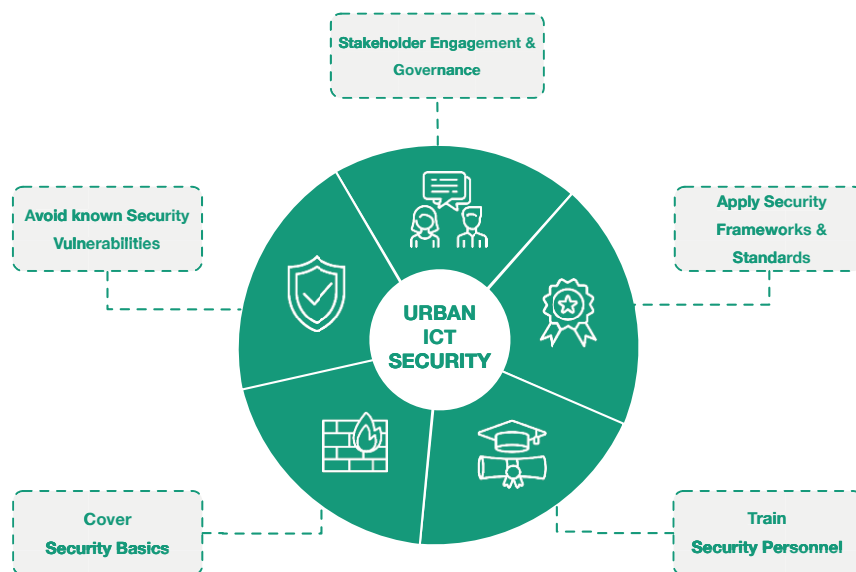 Stakeholder Engagement &
Governance
Avoid known Security
Vulnerabilities
Apply Security
Frameworks &
Standards
URBAN
ICT
SECURITY
Cover
Security Basics
Train
Security Personnel